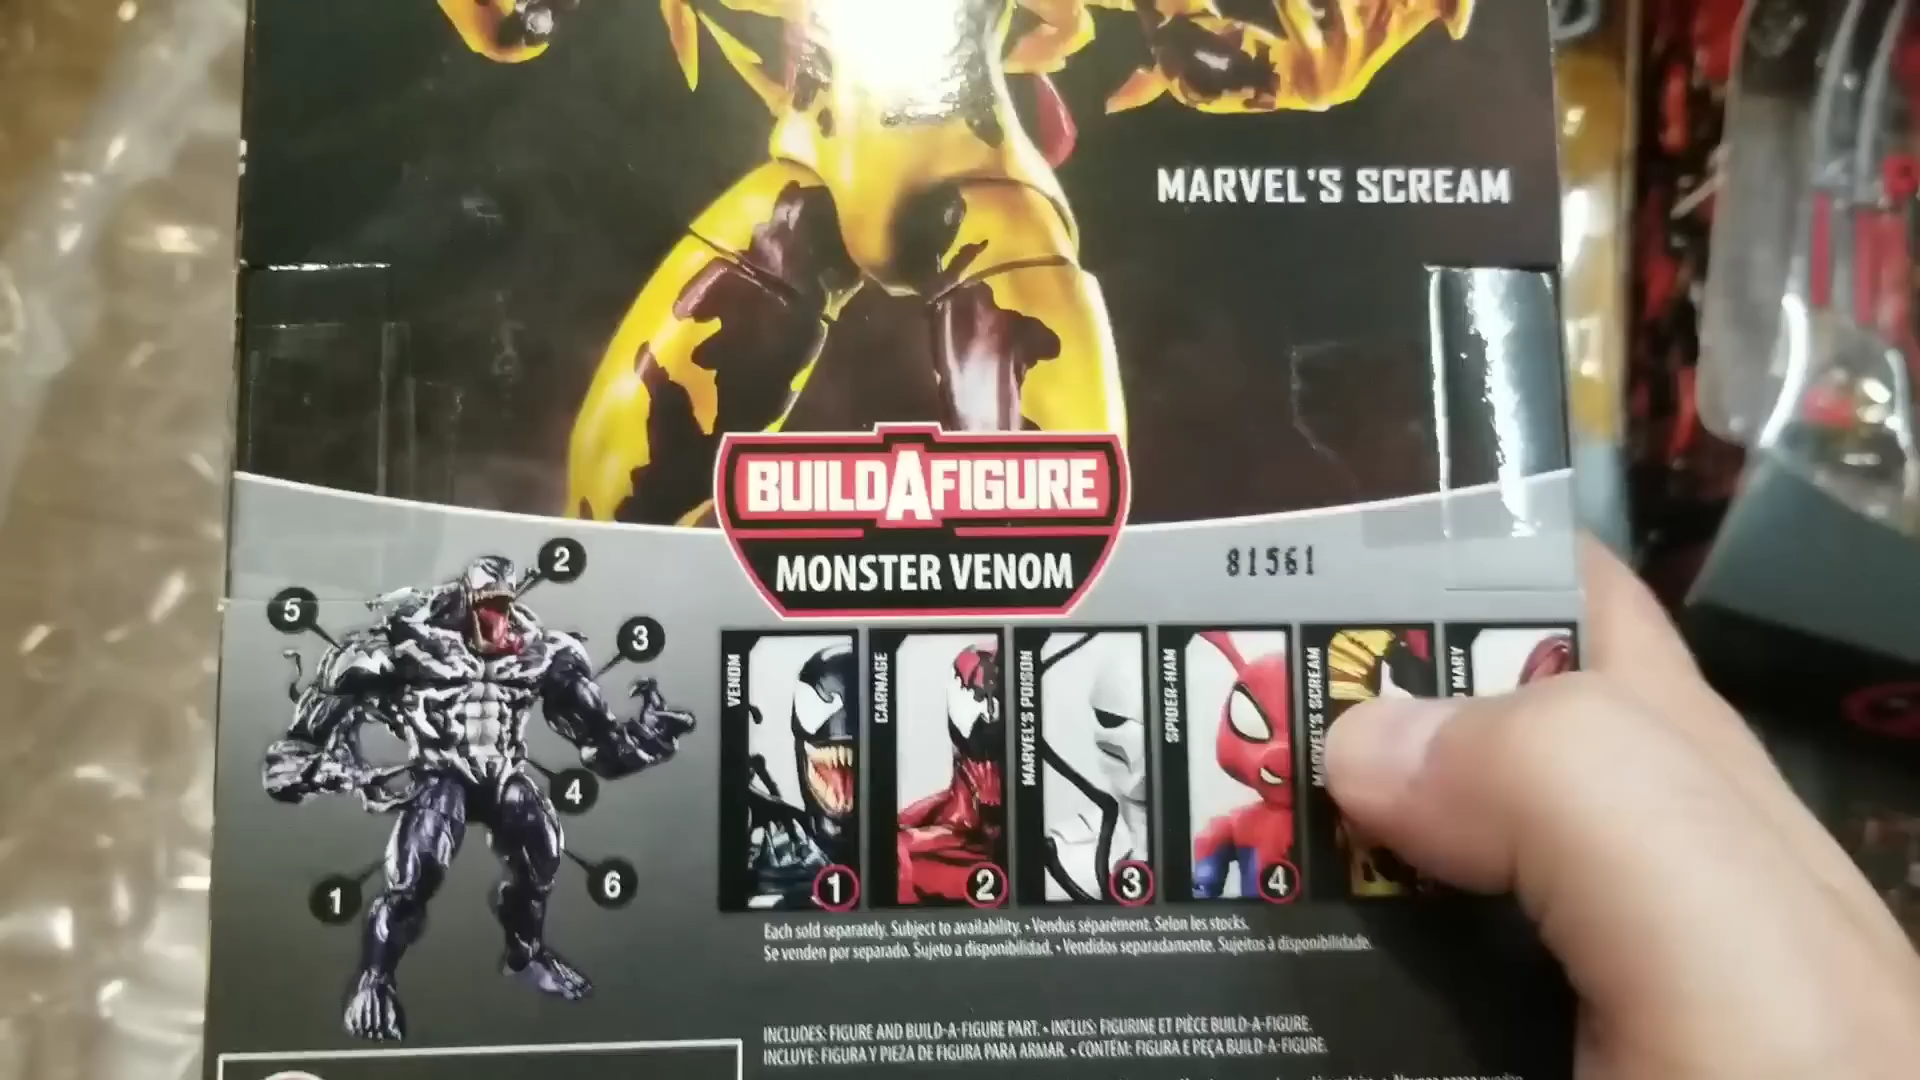 MARVEL'S SCREAM
BUILD A FIGURE
MONSTER VENOM
81561
2
5
3
4
1
6
VENOM
1
CARNAGE
2
MARVEL'S POISON
3
SPIDER-HAM
4
MARVEL'S SCREAM
MARY
Each sold separately. Subject to availability. • Vendus séparément. Selon les stocks.
Se venden por separado. Sujeto a disponibilidad. • Vendidos separadamente. Sujeitos à disponibilidade.
INCLUDES: FIGURE AND BUILD-A-FIGURE PART. • INCLUS: FIGURINE ET PIÈCE BUILD-A-FIGURE.
INCLUYE: FIGURA Y PIEZA DE FIGURA PARA ARMAR. • CONTÉM: FIGURA E PEÇA BUILD-A-FIGURE.